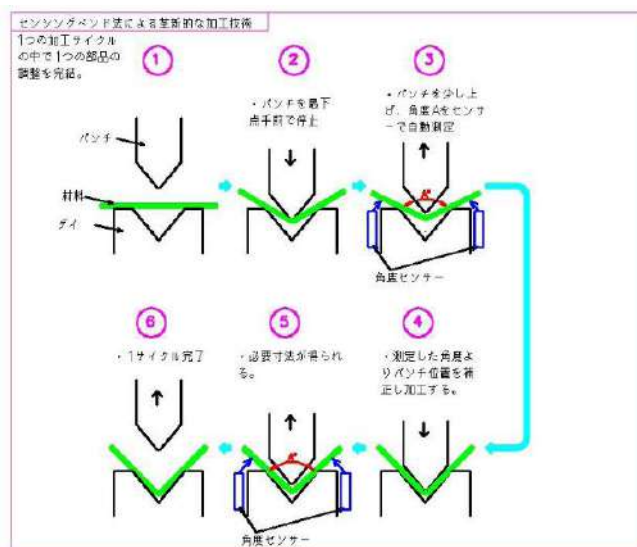 センシングベンド法による革新的な加工技術
1つの加工サイクル
の中で1つの部品の
調整を完結。
①
②
③
・パンチを最下
点手前で停止
・パンチを少し上
げ、角度Aをセンサ
ーで自動測定
パンチ
材料
ダイ
A°
角度センサー
⑥
⑤
④
・1サイクル完了
・必要寸法が得られ
る。
・測定した角度よ
りパンチ位置を補
正し加工する。
A°
角度センサー